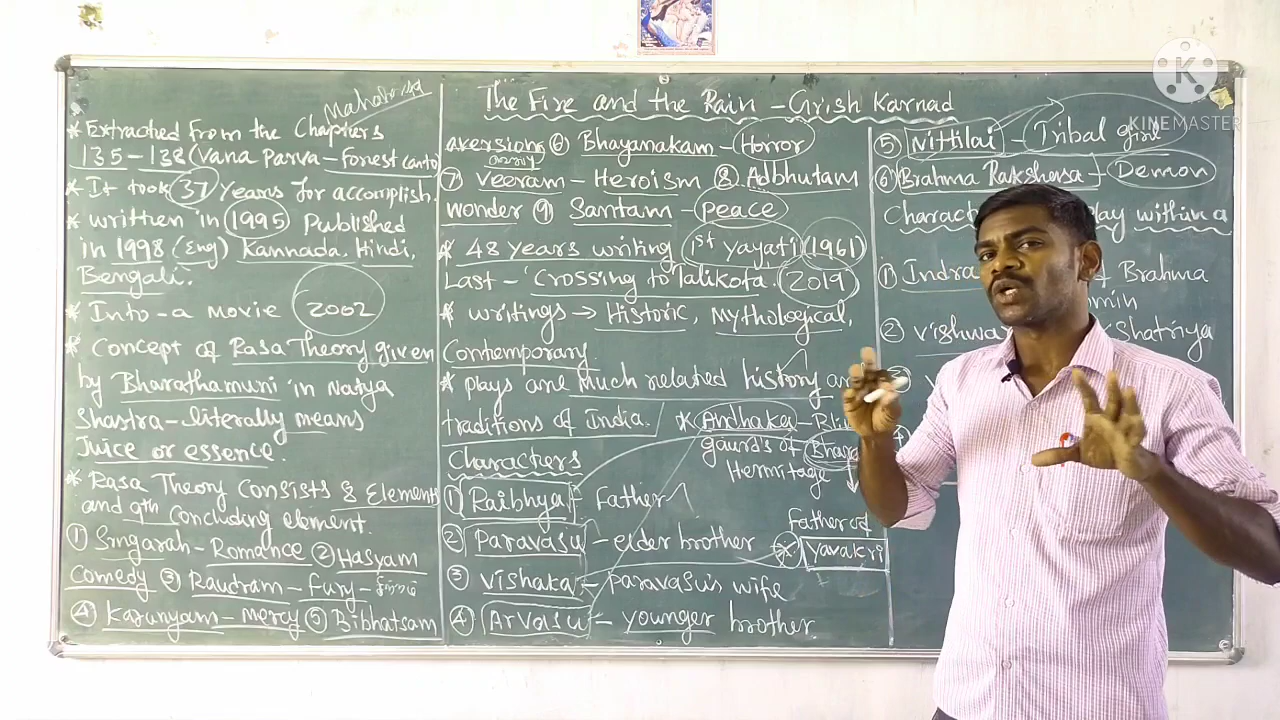 The Fire and the Rain - Grish Karnad
Mahabharata
* Extracted from the Chapters
135-138 (Vana Parva - Forest canto
* It took 37 Years for accomplish.
* written in 1995 Published
in 1998 (Eng) Kannada, Hindi,
Bengali.
* Into - a Movie 2002
* Concept of Rasa Theory given
by Bharathamuni in Natya
Shastra - literally means
Juice or essence.
* Rasa Theory Consists 8 Elements
and 9th Concluding element.
① Sringarah - Romance ② Hasyam
Comedy ③ Raudram - Fury -
④ Karunyam - mercy ⑤ Bibhatsam
aversion ⑥ Bhayanakam - Horror
⑦ Veeram - Heroism ⑧ Adbhutam
wonder ⑨ Santam - Peace
* 48 years writing 1st Yayati 1961
Last - Crossing to Talikota. 2019
* writings → Historic, Mythological,
Contemporary.
* plays are much related history
traditions of India. * Andhaka -
gaurds of
Hermitage
Characters
① Raibhya - Father
② Paravasu - elder brother
③ Vishaka - paravasu's wife
④ Arvasu - younger brother
Father of
Yavakri
⑤ Nittilai - Tribal girl
⑥ Brahma Rakshasa - Demon
play within a
① Indra Brahma
②
K
KINEMASTER